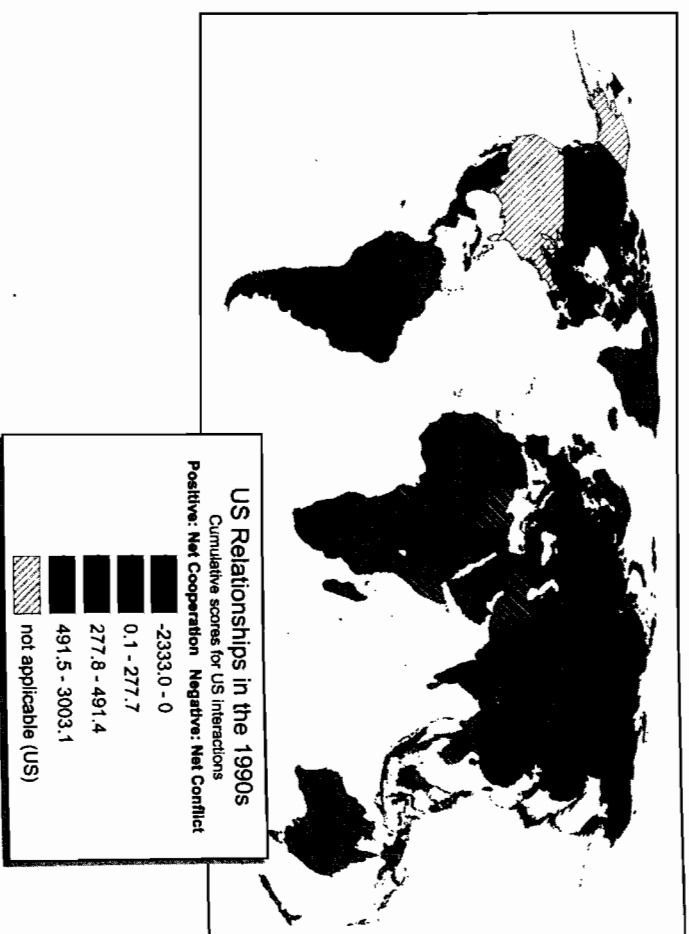 US Relationships in the 1990s
Cumulative scores for US interactions
Positive: Net Cooperation Negative: Net Conflict
-2333.0 - 0
0.1 - 277.7
277.8 - 491.4
491.5 - 3003.1
not applicable (US)